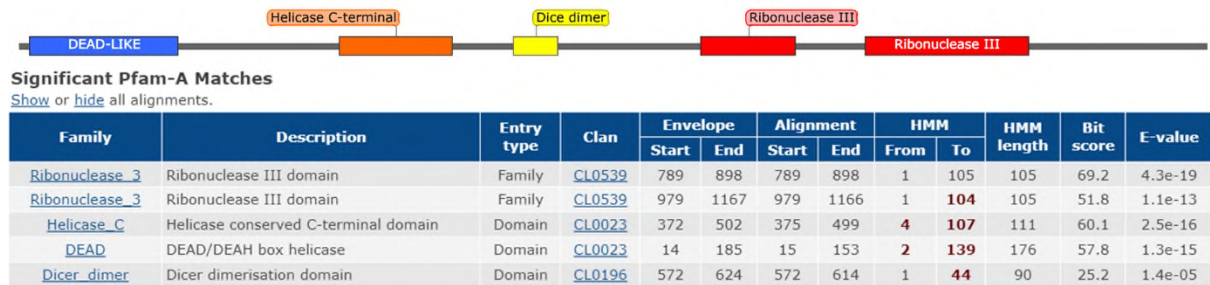 Helicase C-terminal Dice dimer Ribonuclease III
DEAD-LIKE Ribonuclease III
Significant Pfam-A Matches
Show or hide all alignments.
Family Description Entry type Clan Envelope Alignment HMM HMM length Bit score E-value
Start End Start End From To
Ribonuclease_3 Ribonuclease III domain Family CL0539 789 898 789 898 1 105 105 69.2 4.3e-19
Ribonuclease_3 Ribonuclease III domain Family CL0539 979 1167 979 1166 1 104 105 51.8 1.1e-13
Helicase_C Helicase conserved C-terminal domain Domain CL0023 372 502 375 499 4 107 111 60.1 2.5e-16
DEAD DEAD/DEAH box helicase Domain CL0023 14 185 15 153 2 139 176 57.8 1.3e-15
Dicer_dimer Dicer dimerisation domain Domain CL0196 572 624 572 614 1 44 90 25.2 1.4e-05